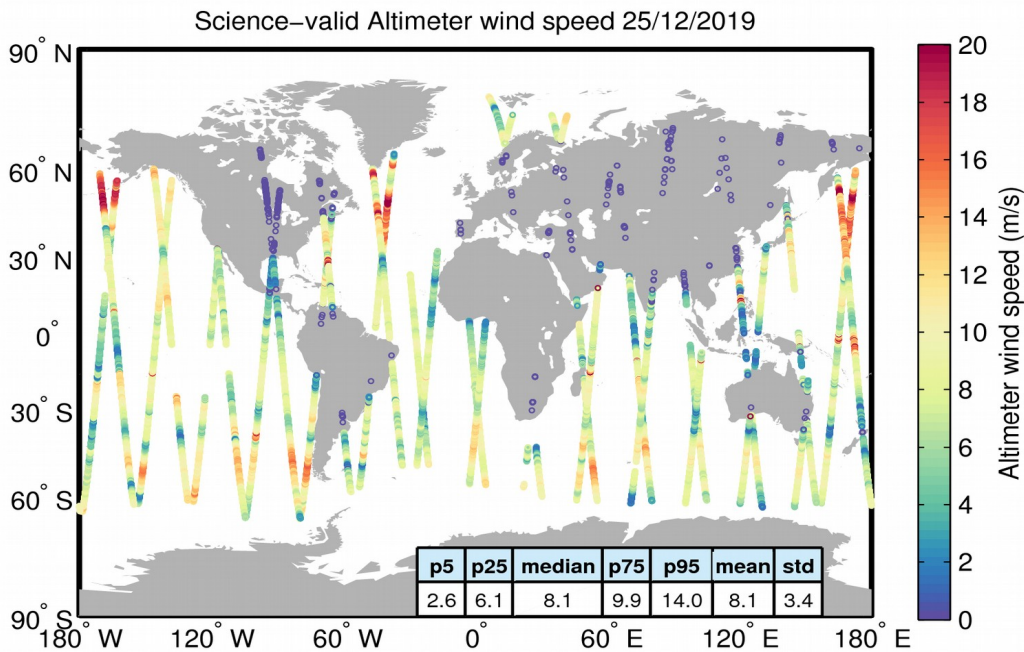 Science−valid Altimeter wind speed 25/12/2019
90° N
60° N
30° N
0°
30° S
60° S
90° S
180° W
120° W
60° W
0°
60° E
120° E
180° E
p5 p25 median p75 p95 mean std
2.6 6.1 8.1 9.9 14.0 8.1 3.4
20
18
16
14
12
10
8
6
4
2
0
Altimeter wind speed (m/s)